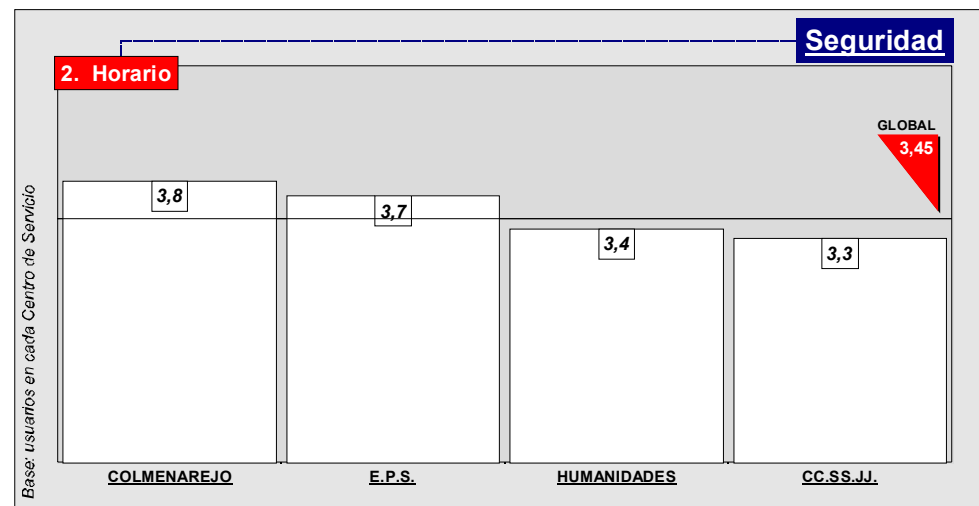 Seguridad
2. Horario
GLOBAL
3,45
3,8
3,7
3,4
3,3
Base: usuarios en cada Centro de Servicio
COLMENAREJO
E.P.S.
HUMANIDADES
CC.SS.JJ.